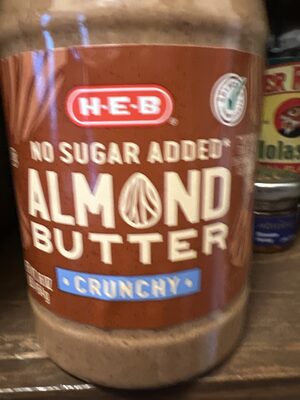 H-E-B
NO SUGAR ADDED*
ALMOND
BUTTER
CRUNCHY